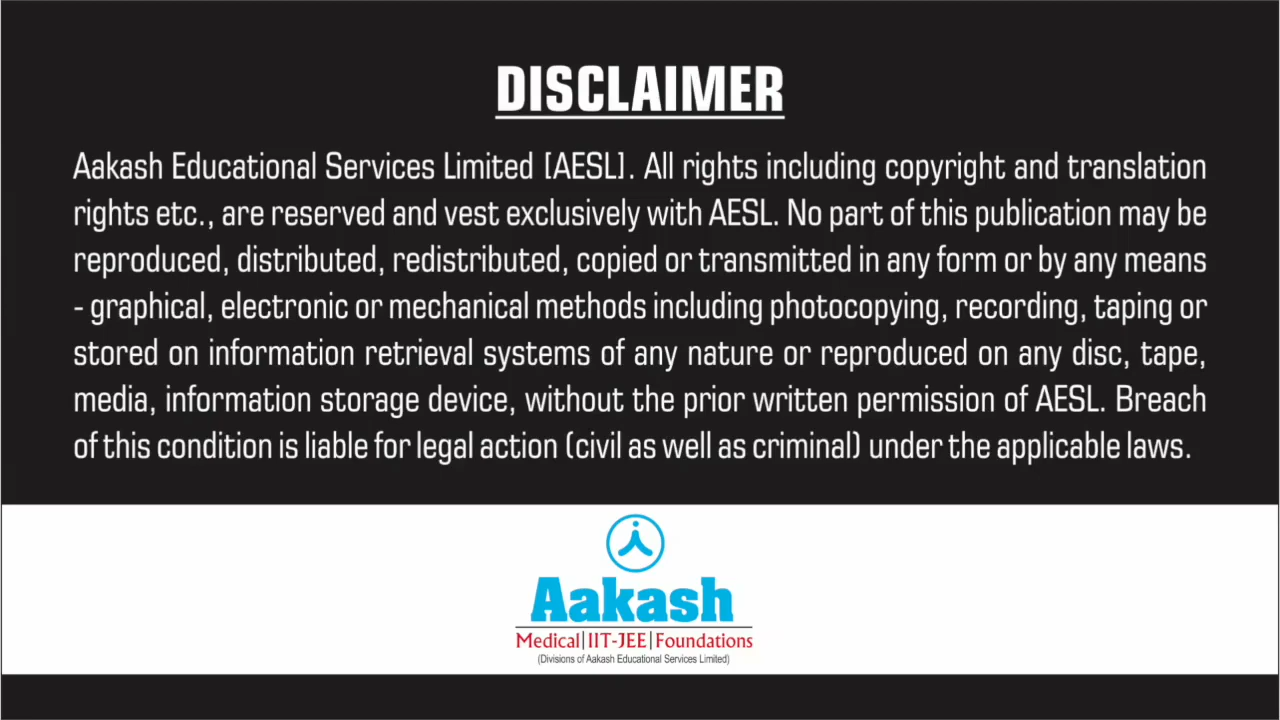 DISCLAIMER
Aakash Educational Services Limited [AESL]. All rights including copyright and translation
rights etc., are reserved and vest exclusively with AESL. No part of this publication may be
reproduced, distributed, redistributed, copied or transmitted in any form or by any means
- graphical, electronic or mechanical methods including photocopying, recording, taping or
stored on information retrieval systems of any nature or reproduced on any disc, tape,
media, information storage device, without the prior written permission of AESL. Breach
of this condition is liable for legal action (civil as well as criminal) under the applicable laws.
Aakash
Medical|IIT-JEE|Foundations
(Divisions of Aakash Educational Services Limited)